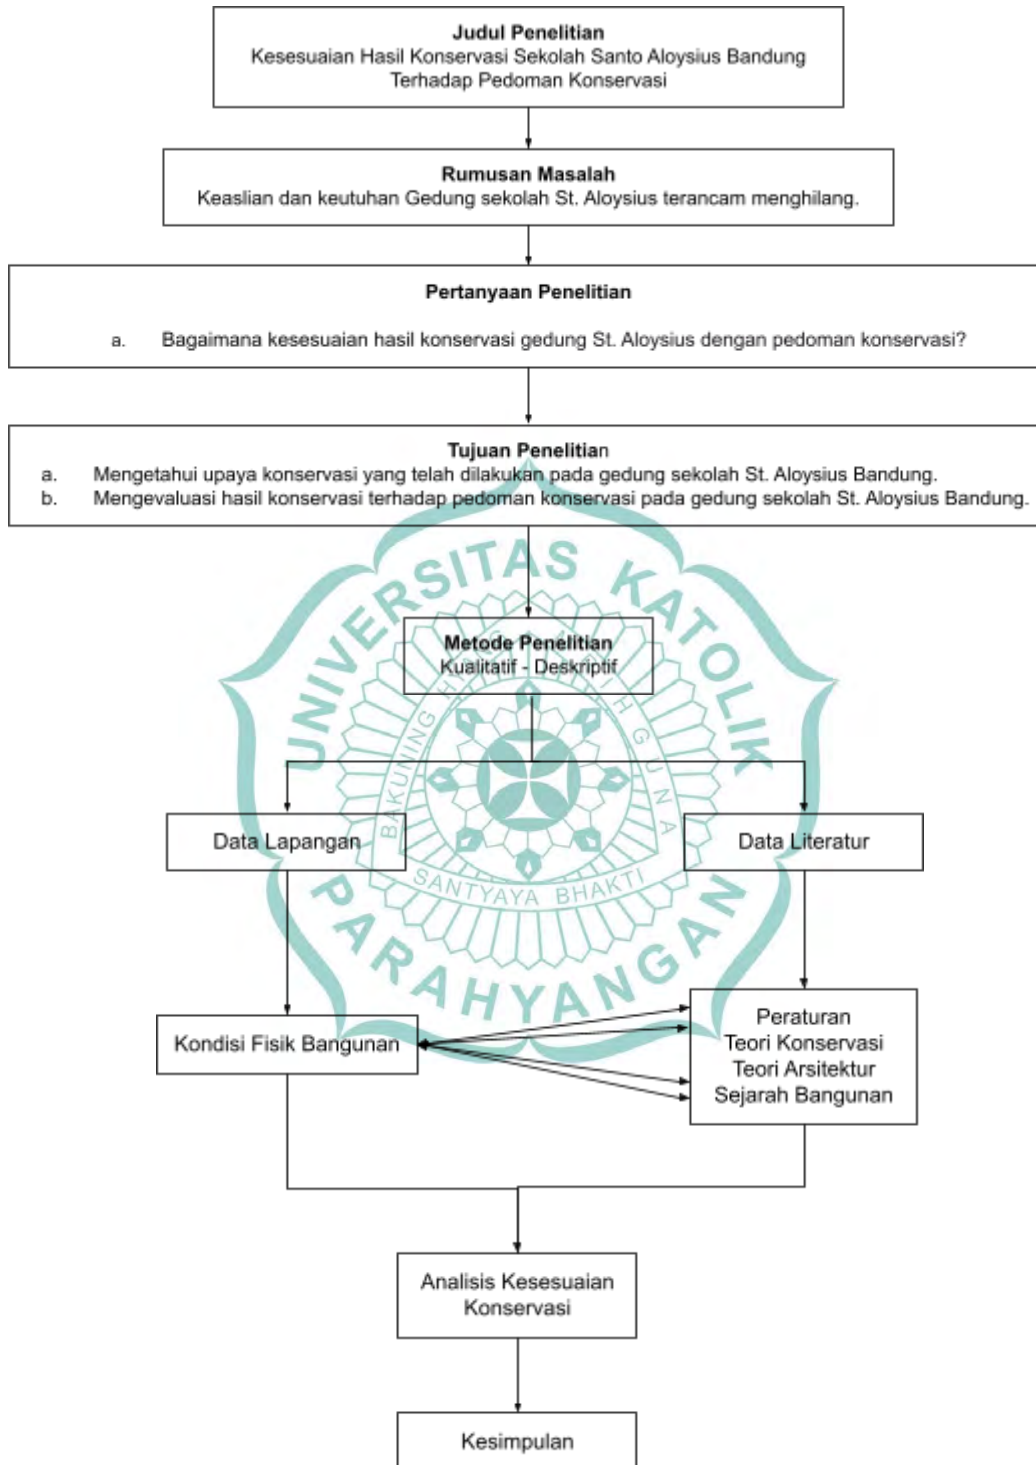 Judul Penelitian
Kesesuaian Hasil Konservasi Sekolah Santo Aloysius Bandung
Terhadap Pedoman Konservasi
Rumusan Masalah
Keaslian dan keutuhan Gedung sekolah St. Aloysius terancam menghilang.
Pertanyaan Penelitian
a. Bagaimana kesesuaian hasil konservasi gedung St. Aloysius dengan pedoman konservasi?
Tujuan Penelitian
a. Mengetahui upaya konservasi yang telah dilakukan pada gedung sekolah St. Aloysius Bandung.
b. Mengevaluasi hasil konservasi terhadap pedoman konservasi pada gedung sekolah St. Aloysius Bandung.
UNIVERSITAS KATOLIK
Metode Penelitian
Kualitatif - Deskriptif
BAKUNING
GUNA
Data Lapangan
Data Literatur
SANTYAYA BHAKTI
PARAHYANGAN
Kondisi Fisik Bangunan
Peraturan
Teori Konservasi
Teori Arsitektur
Sejarah Bangunan
Analisis Kesesuaian
Konservasi
Kesimpulan